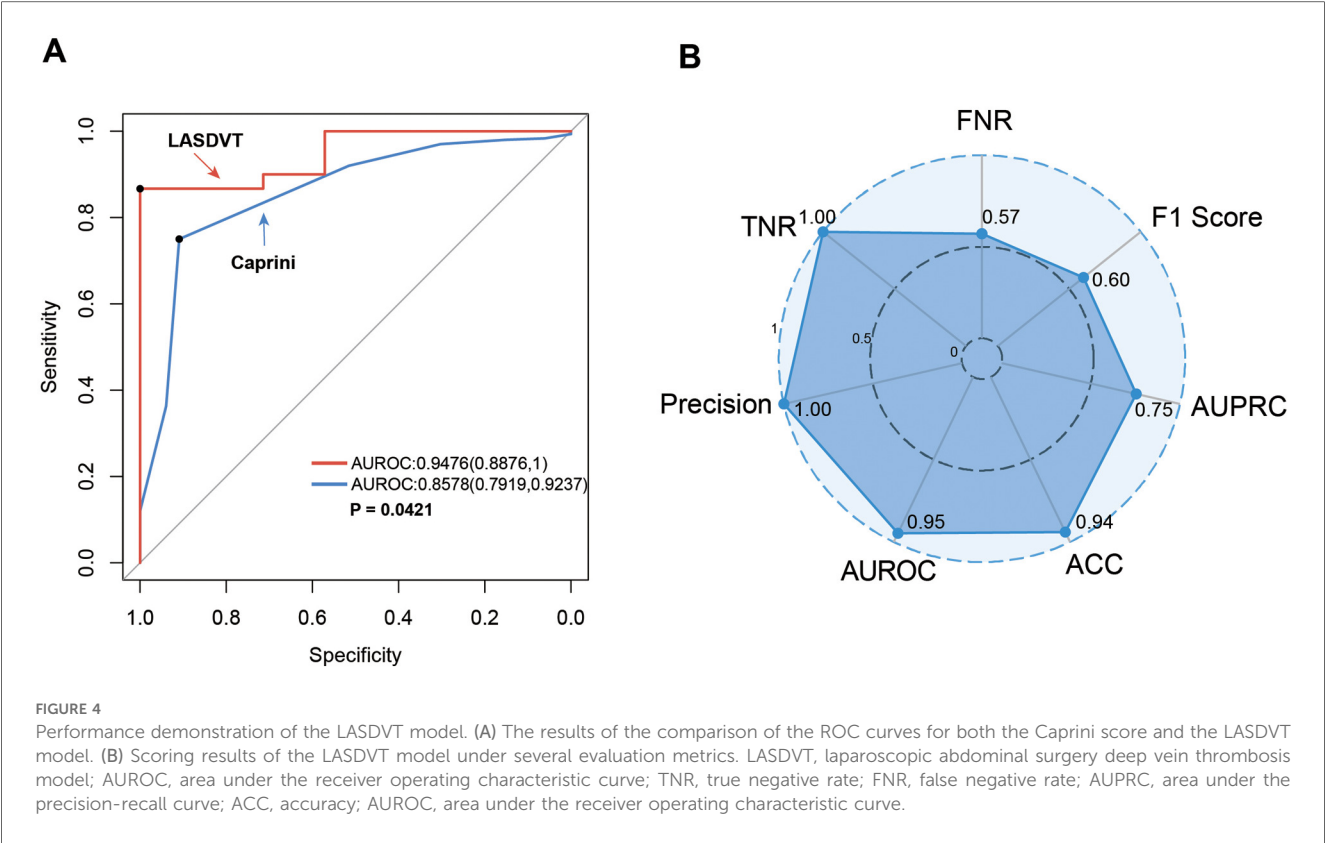 A
LASDVT
Caprini
AUROC:0.9476(0.8876,1)
AUROC:0.8578(0.7919,0.9237)
P = 0.0421
Sensitivity
0.0
0.2
0.4
0.6
0.8
1.0
1.0 0.8 0.6 0.4 0.2 0.0
Specificity
B
FNR
0.57
F1 Score
0.60
AUPRC
0.75
ACC
0.94
AUROC
0.95
Precision
1.00
TNR
1.00
1
0.5
0
FIGURE 4
Performance demonstration of the LASDVT model. (A) The results of the comparison of the ROC curves for both the Caprini score and the LASDVT
model. (B) Scoring results of the LASDVT model under several evaluation metrics. LASDVT, laparoscopic abdominal surgery deep vein thrombosis
model; AUROC, area under the receiver operating characteristic curve; TNR, true negative rate; FNR, false negative rate; AUPRC, area under the
precision-recall curve; ACC, accuracy; AUROC, area under the receiver operating characteristic curve.